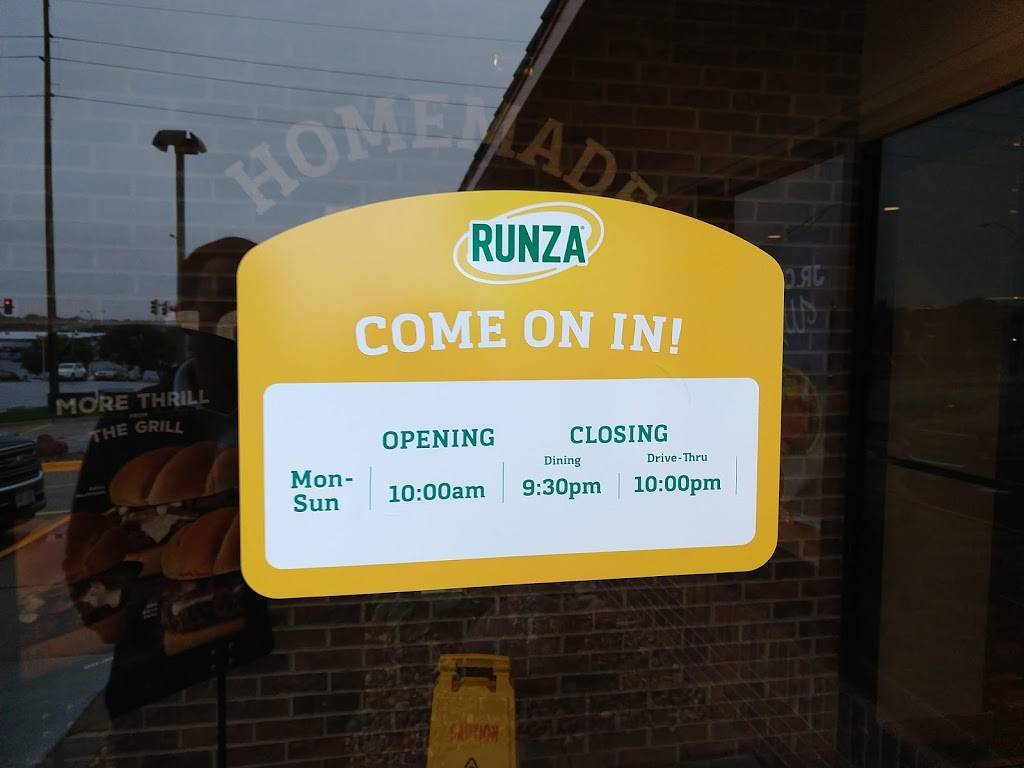 HOMEMADE
RUNZA
COME ON IN!
OPENING CLOSING
Dining Drive-Thru
Mon-
Sun
10:00am 9:30pm 10:00pm
MORE THRILL
FROM
THE GRILL
JR.
CAUTION